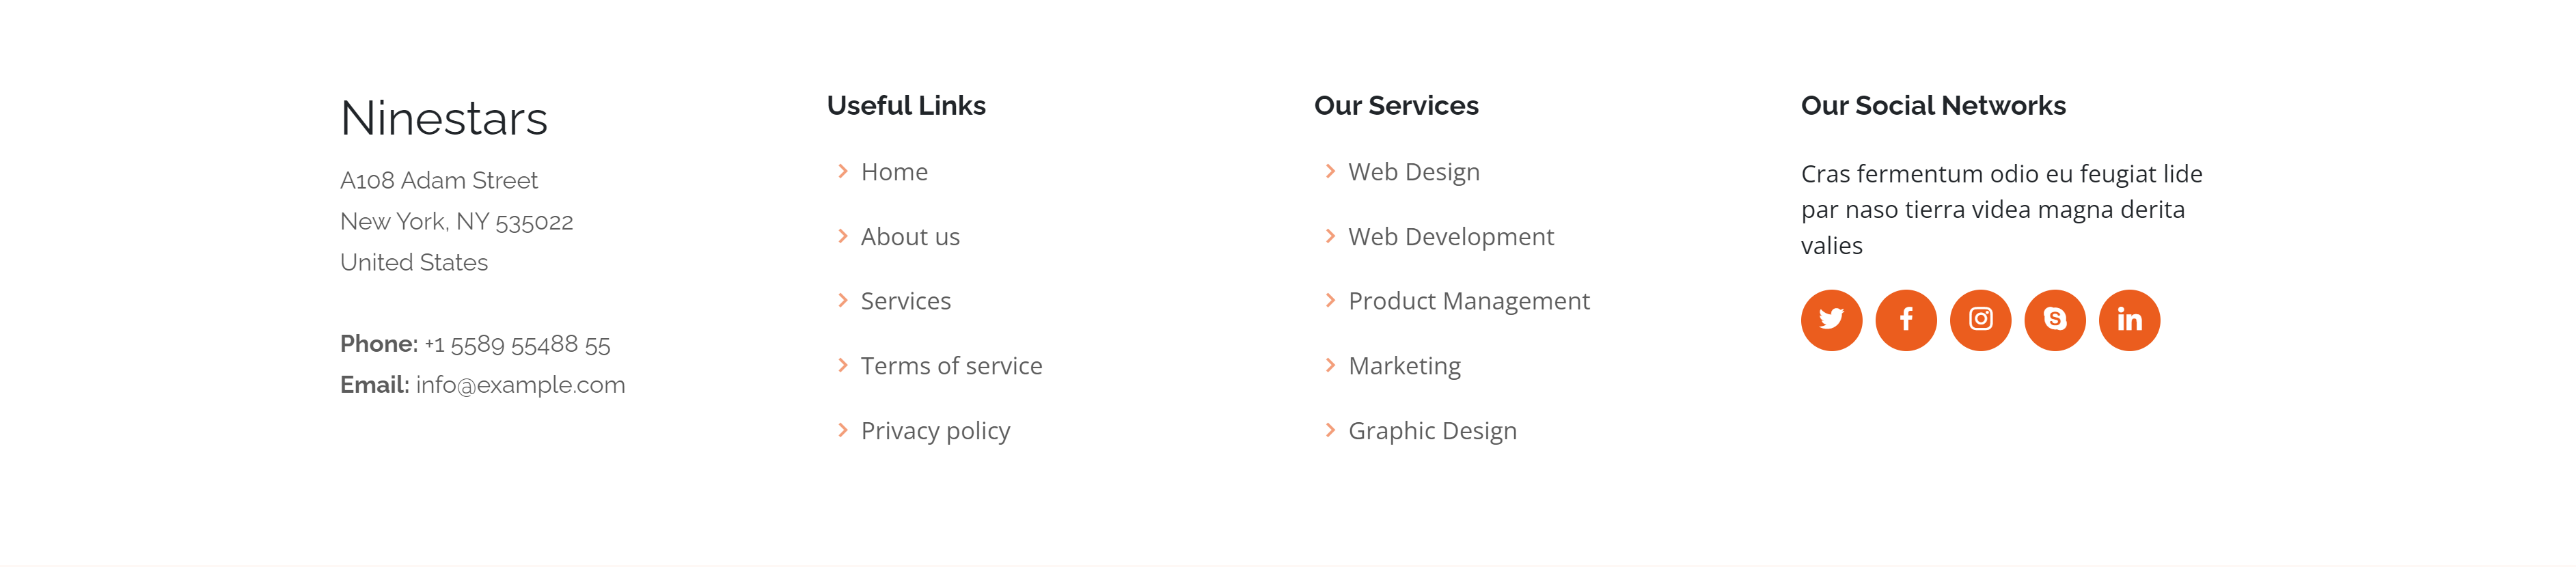 Ninestars
A108 Adam Street
New York, NY 535022
United States
Phone: +1 5589 55488 55
Email: info@example.com
Useful Links
Home
About us
Services
Terms of service
Privacy policy
Our Services
Web Design
Web Development
Product Management
Marketing
Graphic Design
Our Social Networks
Cras fermentum odio eu feugiat lide
par naso tierra videa magna derita
valies